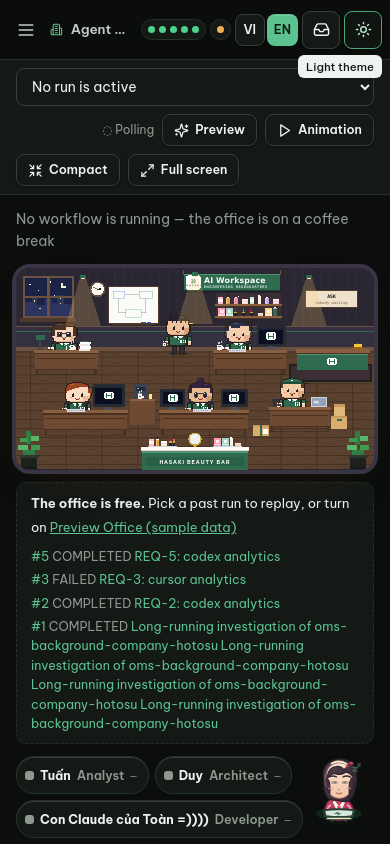 Agent ...
VI
EN
Light theme
No run is active
Polling
Preview
Animation
Compact
Full screen
No workflow is running — the office is on a coffee
break
AI Workspace
ENGINEERING HEADQUARTERS
ASK
nobody waiting
HASAKI BEAUTY BAR
The office is free. Pick a past run to replay, or turn
on Preview Office (sample data)
#5 COMPLETED REQ-5: codex analytics
#3 FAILED REQ-3: cursor analytics
#2 COMPLETED REQ-2: codex analytics
#1 COMPLETED Long-running investigation of oms-
background-company-hotosu Long-running
investigation of oms-background-company-hotosu
Long-running investigation of oms-background-
company-hotosu Long-running investigation of oms-
background-company-hotosu
Tuấn Analyst –
Duy Architect –
Con Claude của Toàn =)))) Developer –